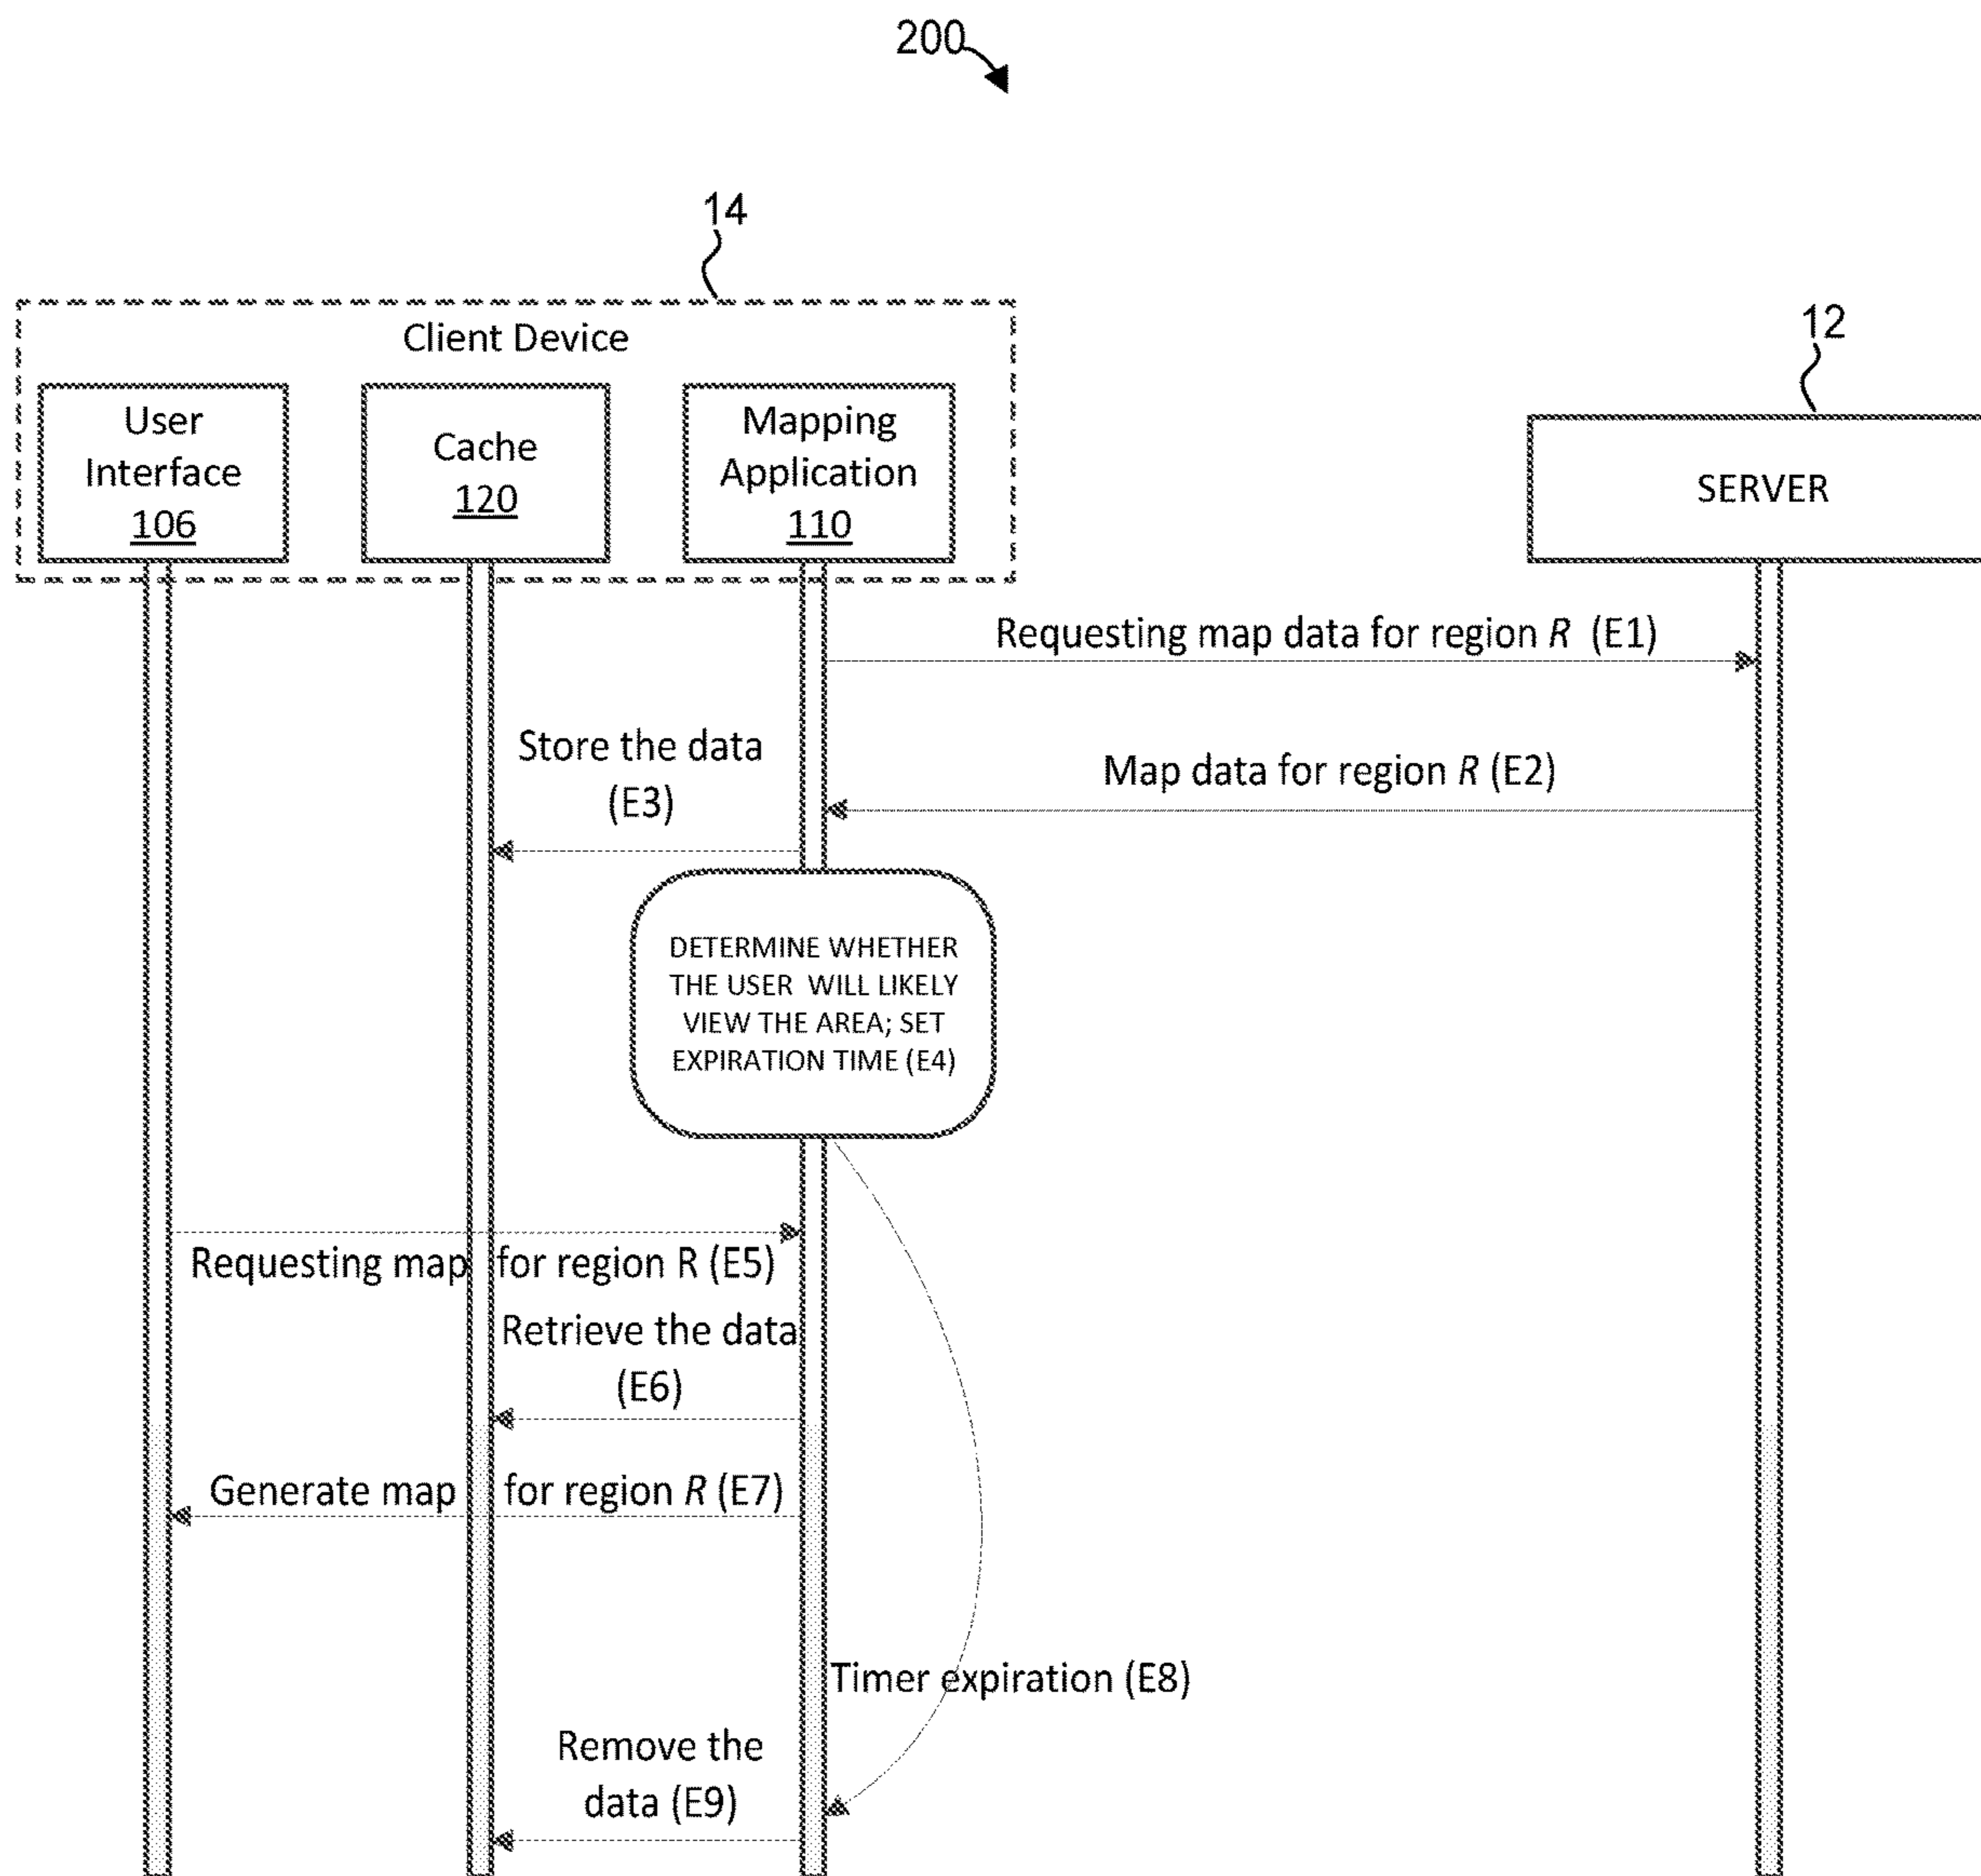 200
14
12
Client Device
User
Interface
106
Cache
120
Mapping
Application
110
SERVER
Requesting map data for region R (E1)
Store the data
(E3)
Map data for region R (E2)
DETERMINE WHETHER
THE USER WILL LIKELY
VIEW THE AREA; SET
EXPIRATION TIME (E4)
Requesting map for region R (E5)
Retrieve the data
(E6)
Generate map for region R (E7)
Timer expiration (E8)
Remove the
data (E9)